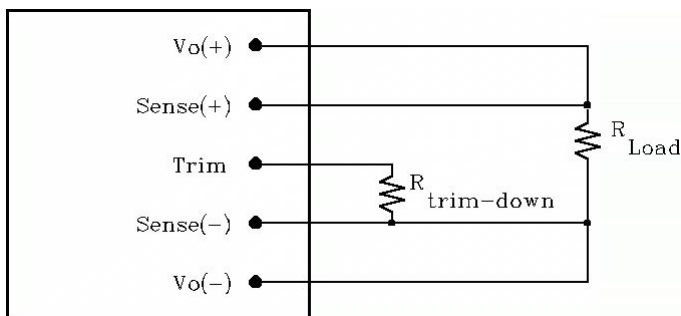 Vo(+)
Sense(+)
R
Load
Trim
R
trim-down
Sense(-)
Vo(-)